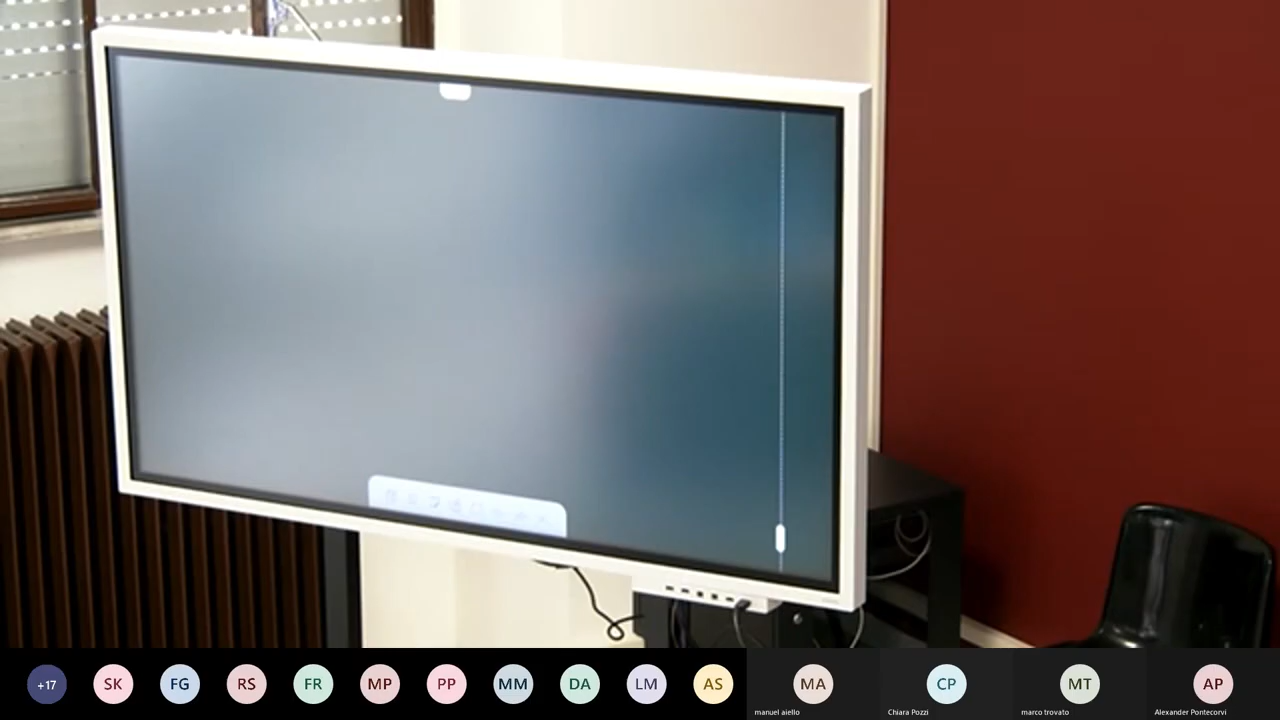 +17 SK FG RS FR MP PP MM DA LM AS MA CP MT AP
manuel aiello Chiara Pozzi marco trovato Alexander Pontecorvi